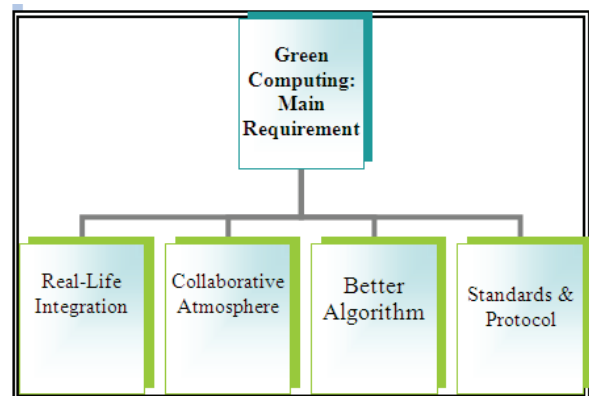 Green
Computing:
Main
Requirement
Real-Life
Integration
Collaborative
Atmosphere
Better
Algorithm
Standards &
Protocol